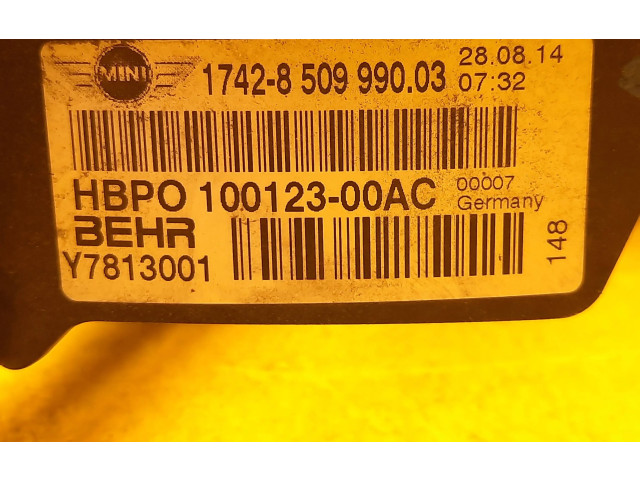 MINI 1742-8 509 990.03 28.08.14
07:32
HBPO 100123-00AC 00007
Germany
BEHR
Y7813001
148